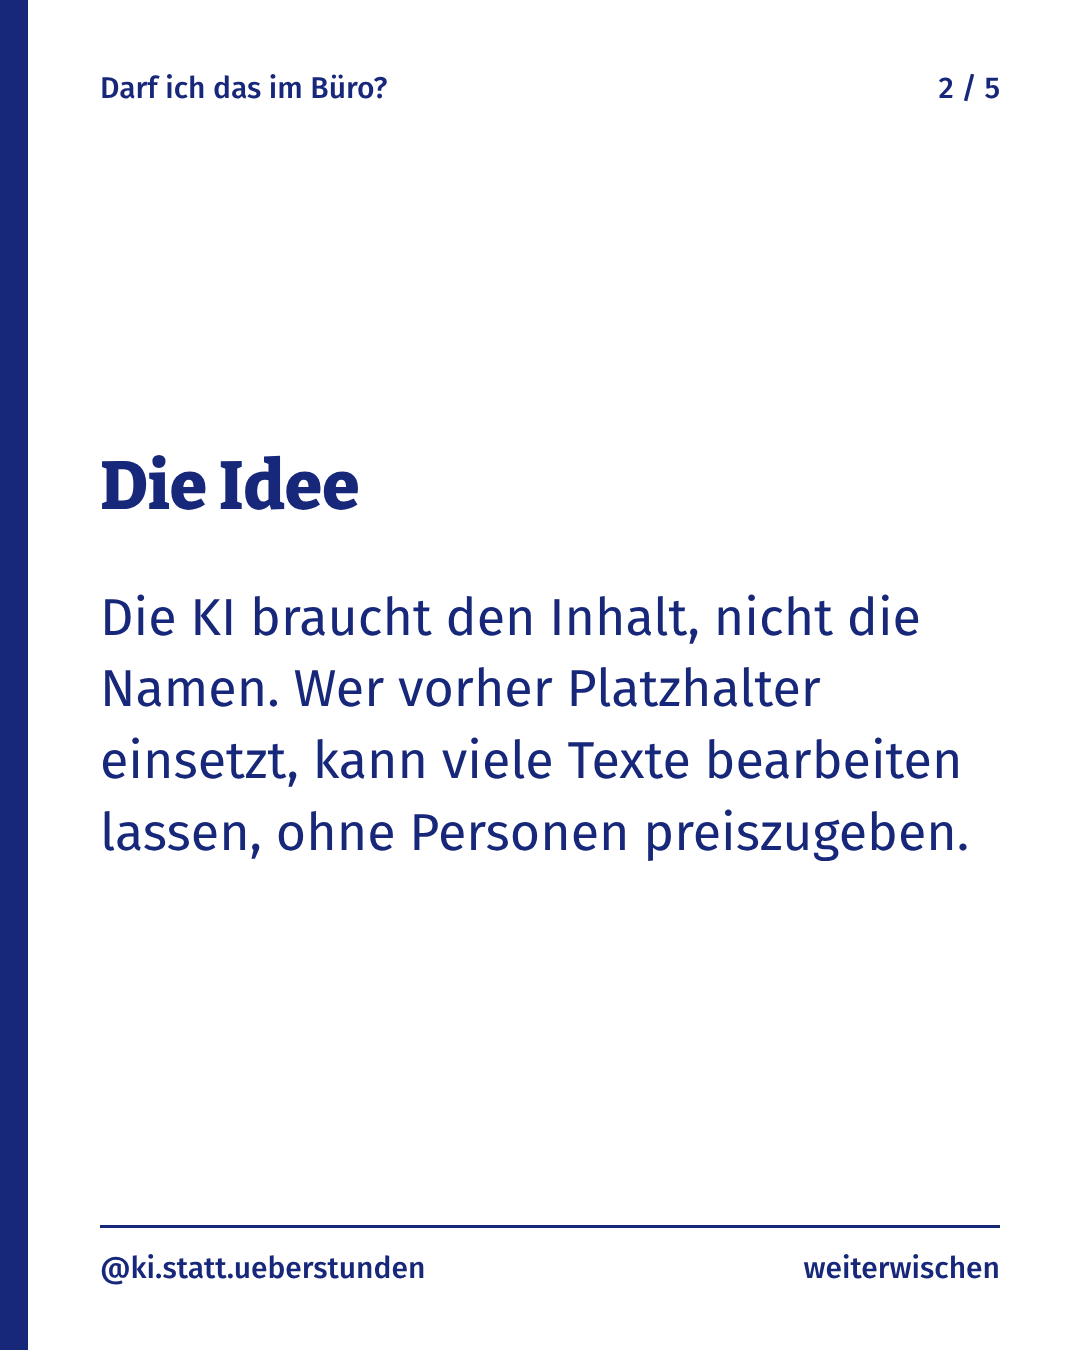 Darf ich das im Büro?
2 / 5
Die Idee
Die KI braucht den Inhalt, nicht die
Namen. Wer vorher Platzhalter
einsetzt, kann viele Texte bearbeiten
lassen, ohne Personen preiszugeben.
@ki.statt.ueberstunden
weiterwischen